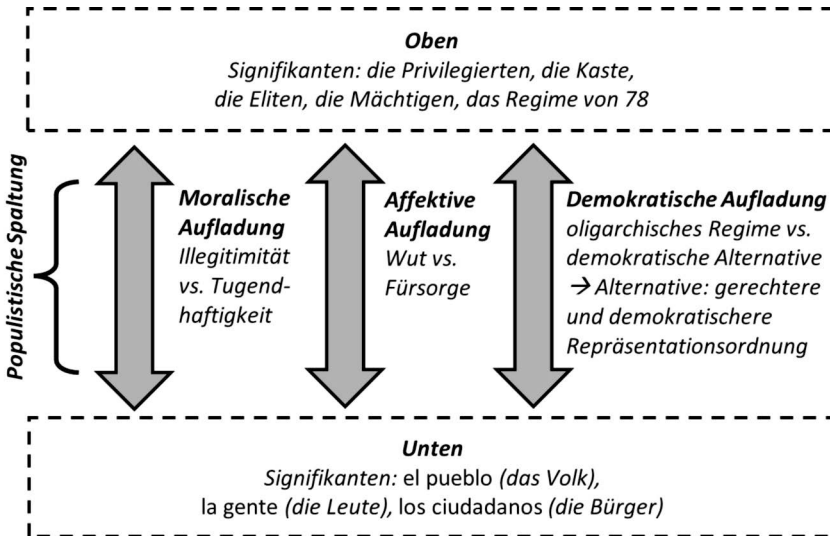 Oben
Signifikanten: die Privilegierten, die Kaste,
die Eliten, die Mächtigen, das Regime von 78
Populistische Spaltung
Moralische
Aufladung
Illegitimität
vs. Tugend-
haftigkeit
Affektive
Aufladung
Wut vs.
Fürsorge
Demokratische Aufladung
oligarchisches Regime vs.
demokratische Alternative
→ Alternative: gerechtere
und demokratischere
Repräsentationsordnung
Unten
Signifikanten: el pueblo (das Volk),
la gente (die Leute), los ciudadanos (die Bürger)